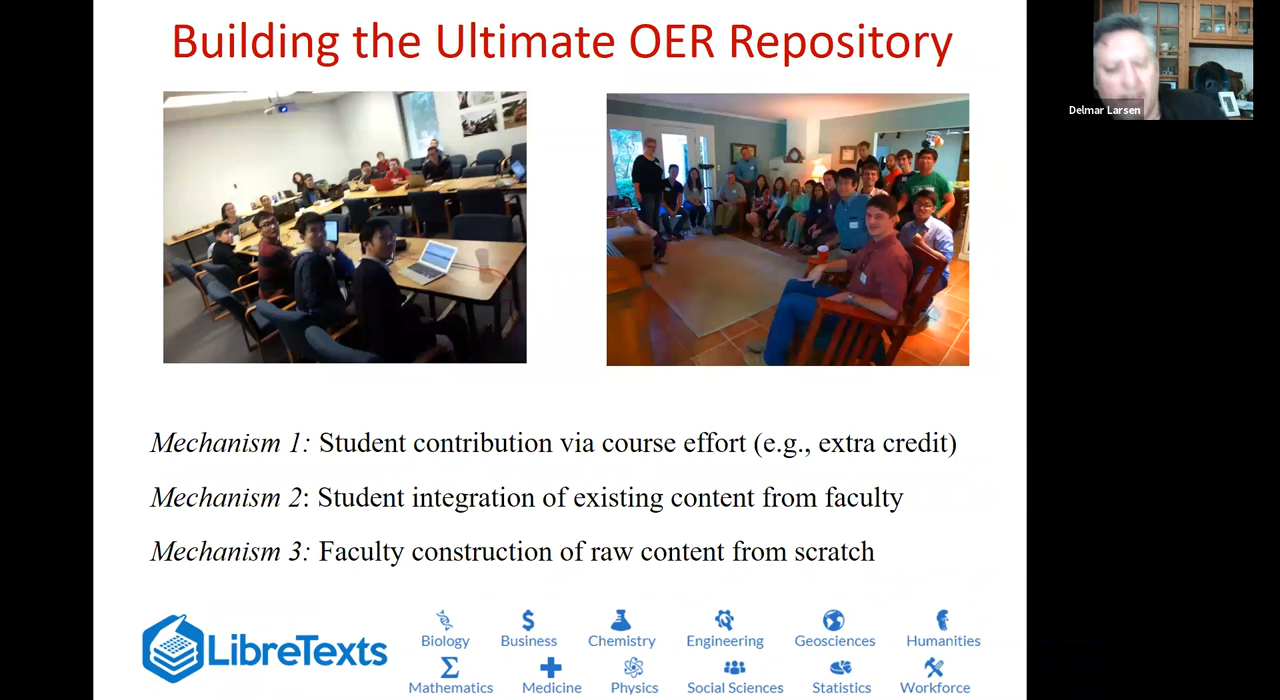 Building the Ultimate OER Repository
Delmar Larsen
Mechanism 1: Student contribution via course effort (e.g., extra credit)
Mechanism 2: Student integration of existing content from faculty
Mechanism 3: Faculty construction of raw content from scratch
LibreTexts
Biology Business Chemistry Engineering Geosciences Humanities
Mathematics Medicine Physics Social Sciences Statistics Workforce